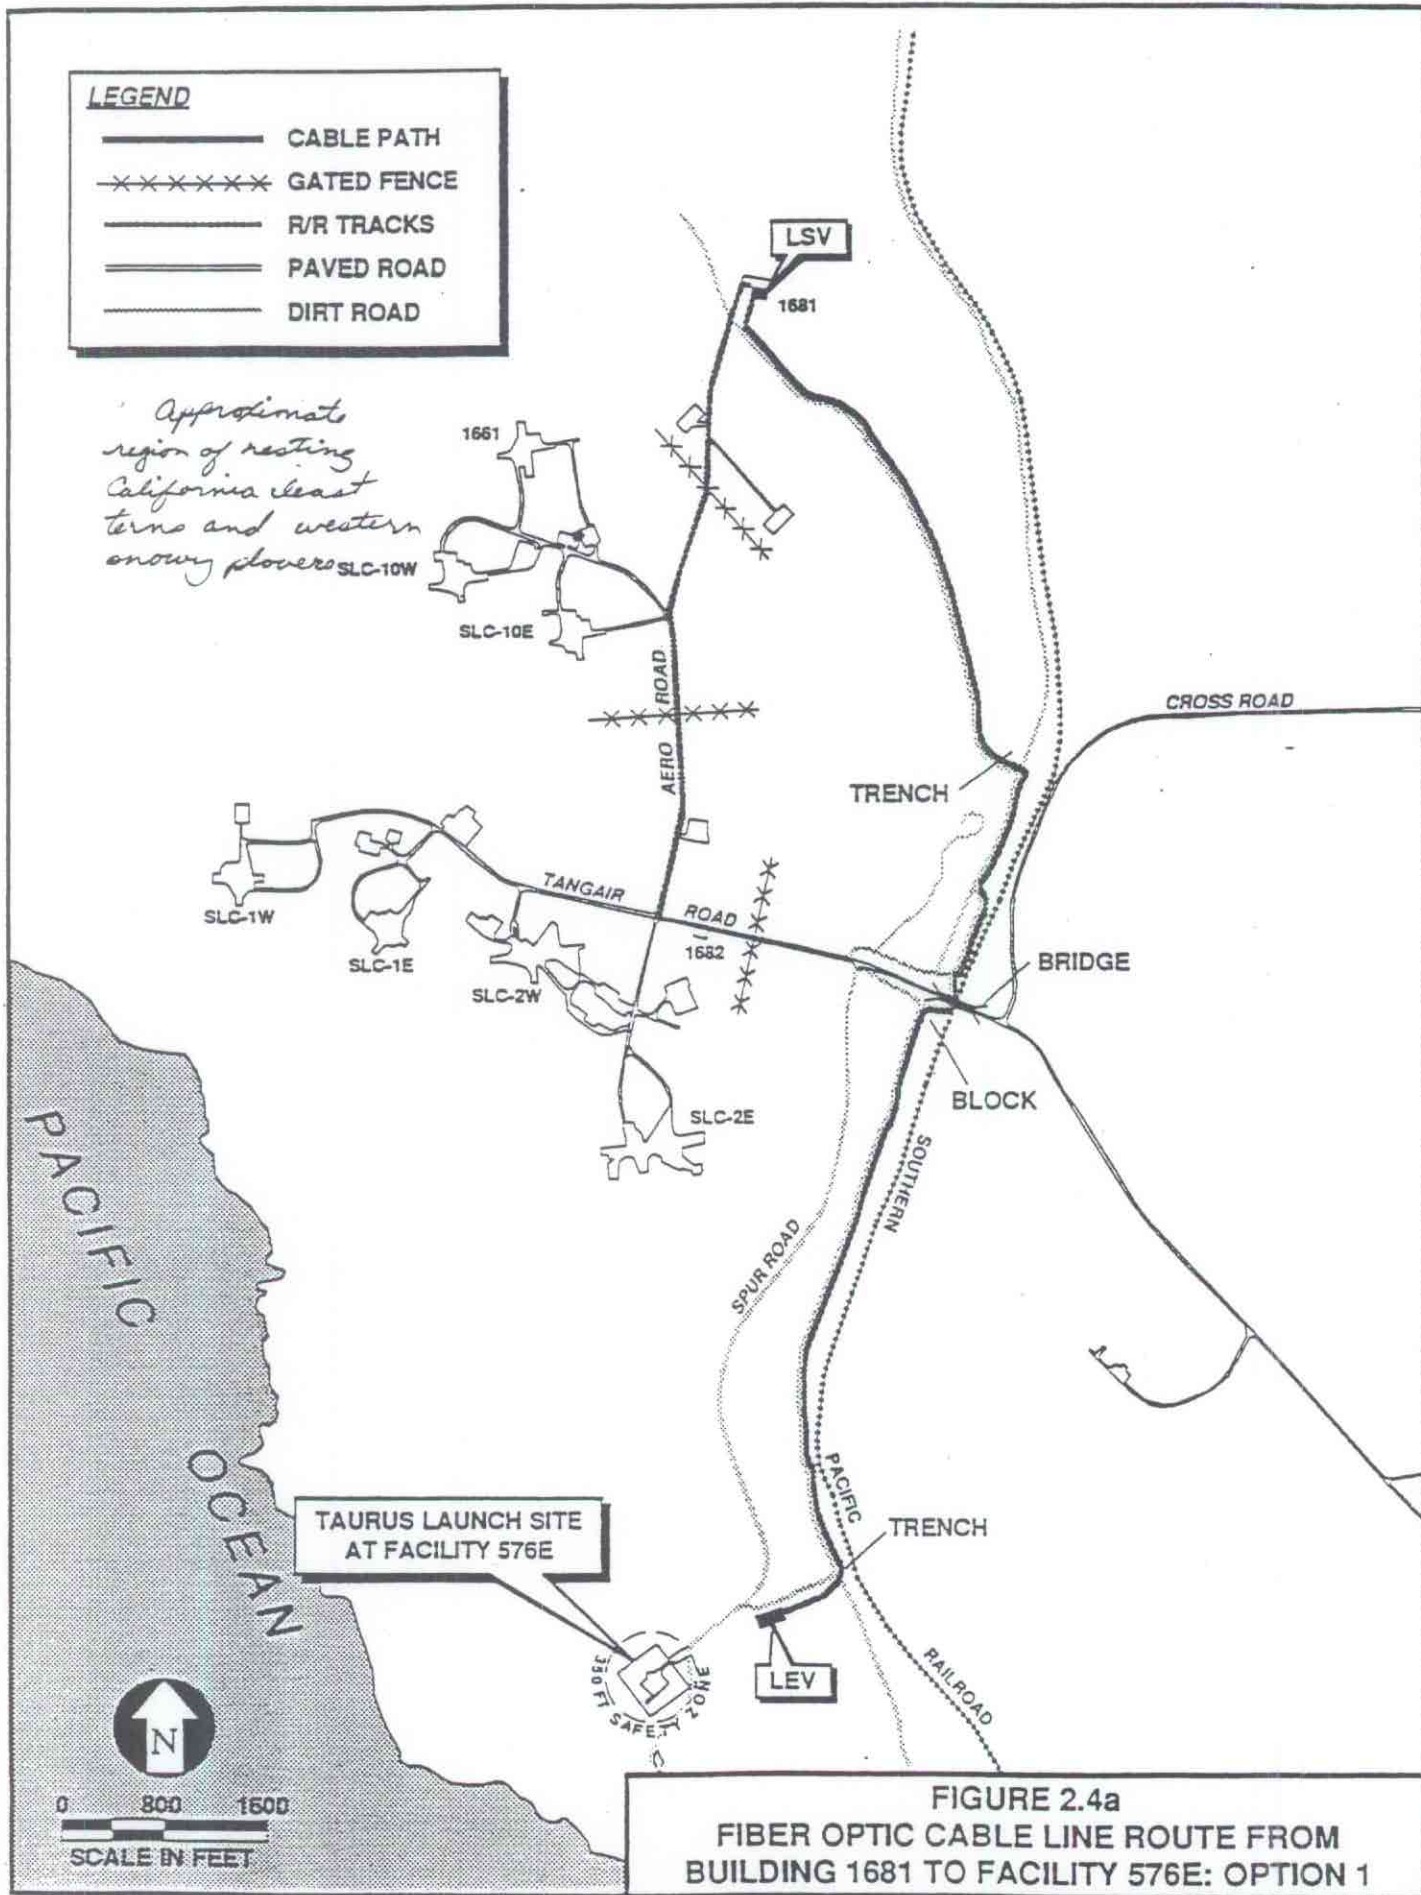 LEGEND
CABLE PATH
GATED FENCE
R/R TRACKS
PAVED ROAD
DIRT ROAD
LSV
1681
Approximate
region of nesting
California least
terns and western
snowy plovers
1661
SLC-10W
SLC-10E
AERO ROAD
CROSS ROAD
TRENCH
TANGAIR ROAD
1682
SLC-1W
SLC-1E
SLC-2W
BRIDGE
BLOCK
SLC-2E
SOUTHERN
SPUR ROAD
PACIFIC
OCEAN
PACIFIC
TRENCH
TAURUS LAUNCH SITE
AT FACILITY 576E
LEV
350 FT SAFETY ZONE
RAILROAD
N
0 800 1600
SCALE IN FEET
FIGURE 2.4a
FIBER OPTIC CABLE LINE ROUTE FROM
BUILDING 1681 TO FACILITY 576E: OPTION 1